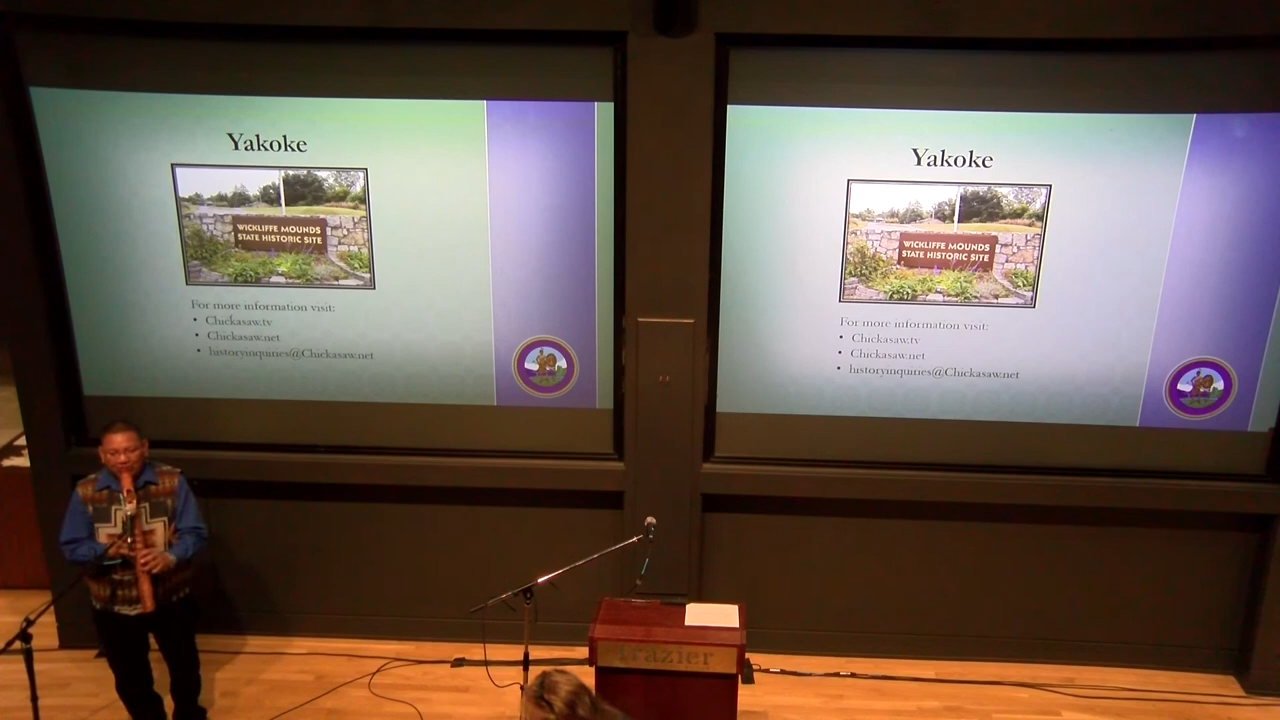 Yakoke
WICKLIFFE MOUNDS
STATE HISTORIC SITE
For more information visit:
• Chickasaw.tv
• Chickasaw.net
• historyinquiries@Chickasaw.net
Yakoke
WICKLIFFE MOUNDS
STATE HISTORIC SITE
For more information visit:
• Chickasaw.tv
• Chickasaw.net
• historyinquiries@Chickasaw.net
frazier